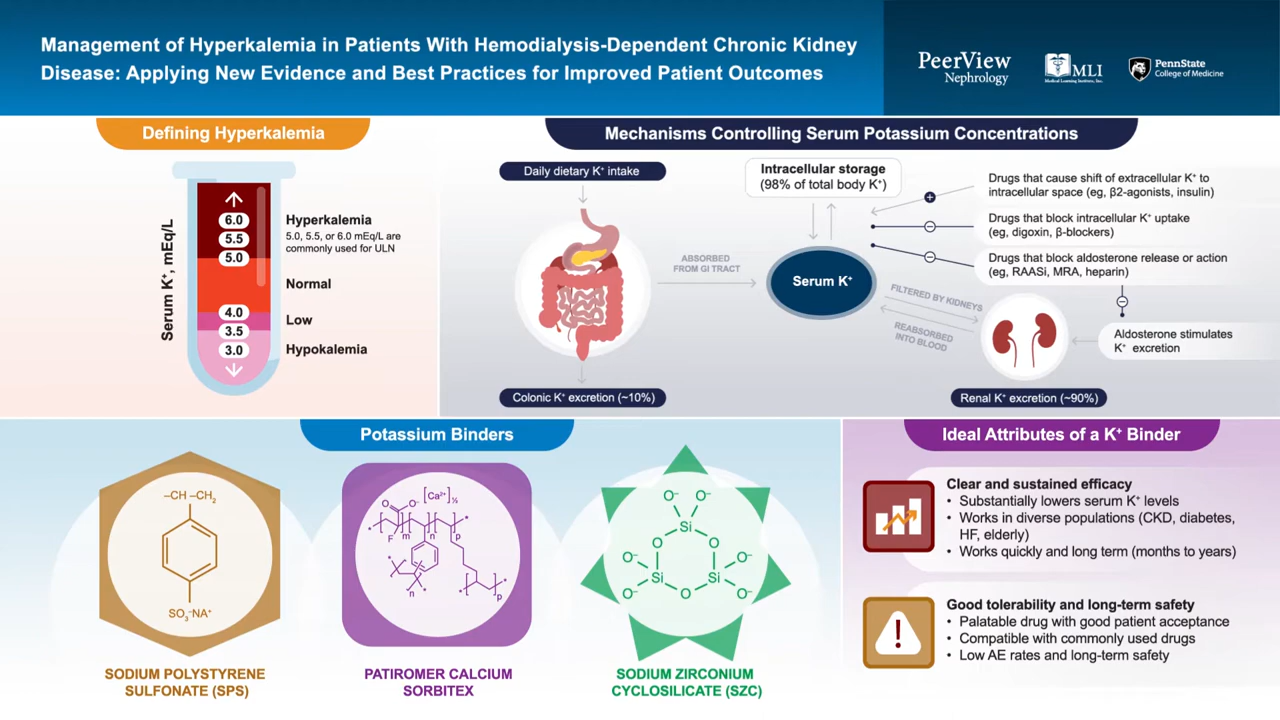 Management of Hyperkalemia in Patients With Hemodialysis-Dependent Chronic Kidney
Disease: Applying New Evidence and Best Practices for Improved Patient Outcomes
PeerView
Nephrology
MLI
Medical Learning Institute, Inc.
PennState
College of Medicine
Defining Hyperkalemia
Serum K⁺, mEq/L
6.0
5.5
5.0
4.0
3.5
3.0
Hyperkalemia
5.0, 5.5, or 6.0 mEq/L are
commonly used for ULN
Normal
Low
Hypokalemia
Mechanisms Controlling Serum Potassium Concentrations
Daily dietary K⁺ intake
Colonic K⁺ excretion (~10%)
ABSORBED
FROM GI TRACT
Intracellular storage
(98% of total body K⁺)
Serum K⁺
+
Drugs that cause shift of extracellular K⁺ to
intracellular space (eg, β2-agonists, insulin)
−
Drugs that block intracellular K⁺ uptake
(eg, digoxin, β-blockers)
−
Drugs that block aldosterone release or action
(eg, RAASi, MRA, heparin)
−
FILTERED BY KIDNEYS
REABSORBED
INTO BLOOD
Aldosterone stimulates
K⁺ excretion
Renal K⁺ excretion (~90%)
Potassium Binders
–CH –CH₂
SO₃⁻NA⁺
SODIUM POLYSTYRENE
SULFONATE (SPS)
O O⁻ [Ca²⁺]½
* F m n p *
* * n * p *
PATIROMER CALCIUM
SORBITEX
O⁻ O⁻
Si
O O
O⁻ O⁻
Si Si
O⁻ O O⁻
SODIUM ZIRCONIUM
CYCLOSILICATE (SZC)
Ideal Attributes of a K⁺ Binder
Clear and sustained efficacy
• Substantially lowers serum K⁺ levels
• Works in diverse populations (CKD, diabetes,
HF, elderly)
• Works quickly and long term (months to years)
!
Good tolerability and long-term safety
• Palatable drug with good patient acceptance
• Compatible with commonly used drugs
• Low AE rates and long-term safety